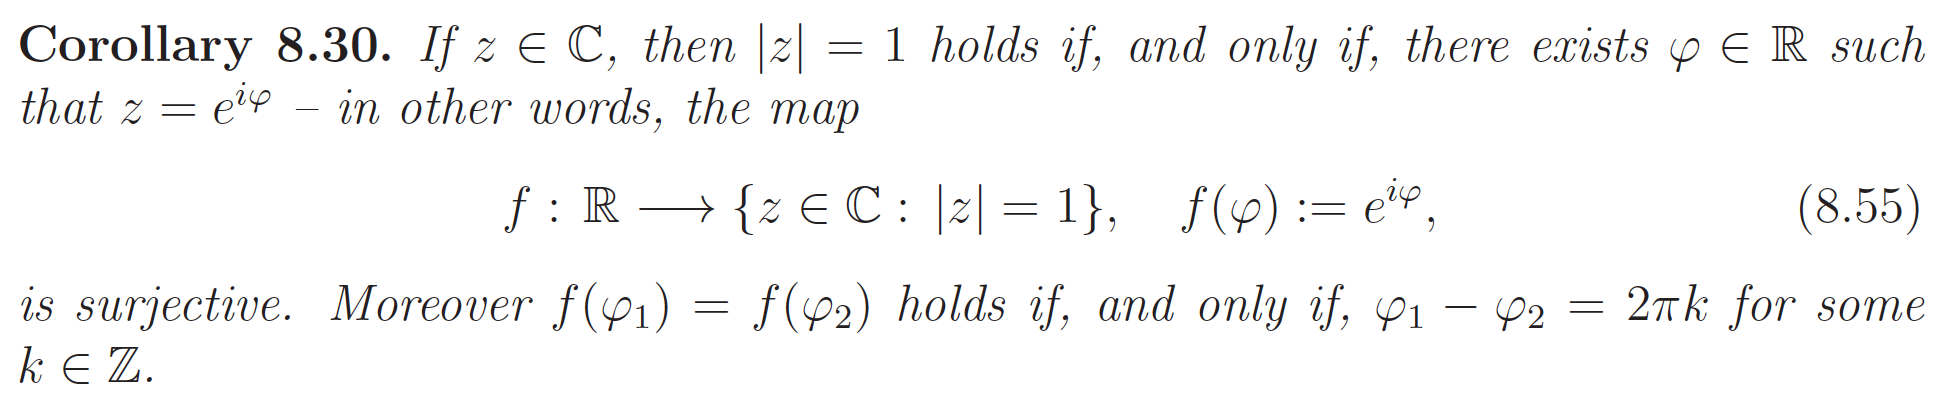 Corollary 8.30. If z ∈ ℂ, then |z| = 1 holds if, and only if, there exists φ ∈ ℝ such
that z = e^{iφ} – in other words, the map
f : ℝ ⟶ {z ∈ ℂ : |z| = 1}, f(φ) := e^{iφ}, (8.55)
is surjective. Moreover f(φ₁) = f(φ₂) holds if, and only if, φ₁ − φ₂ = 2πk for some
k ∈ ℤ.